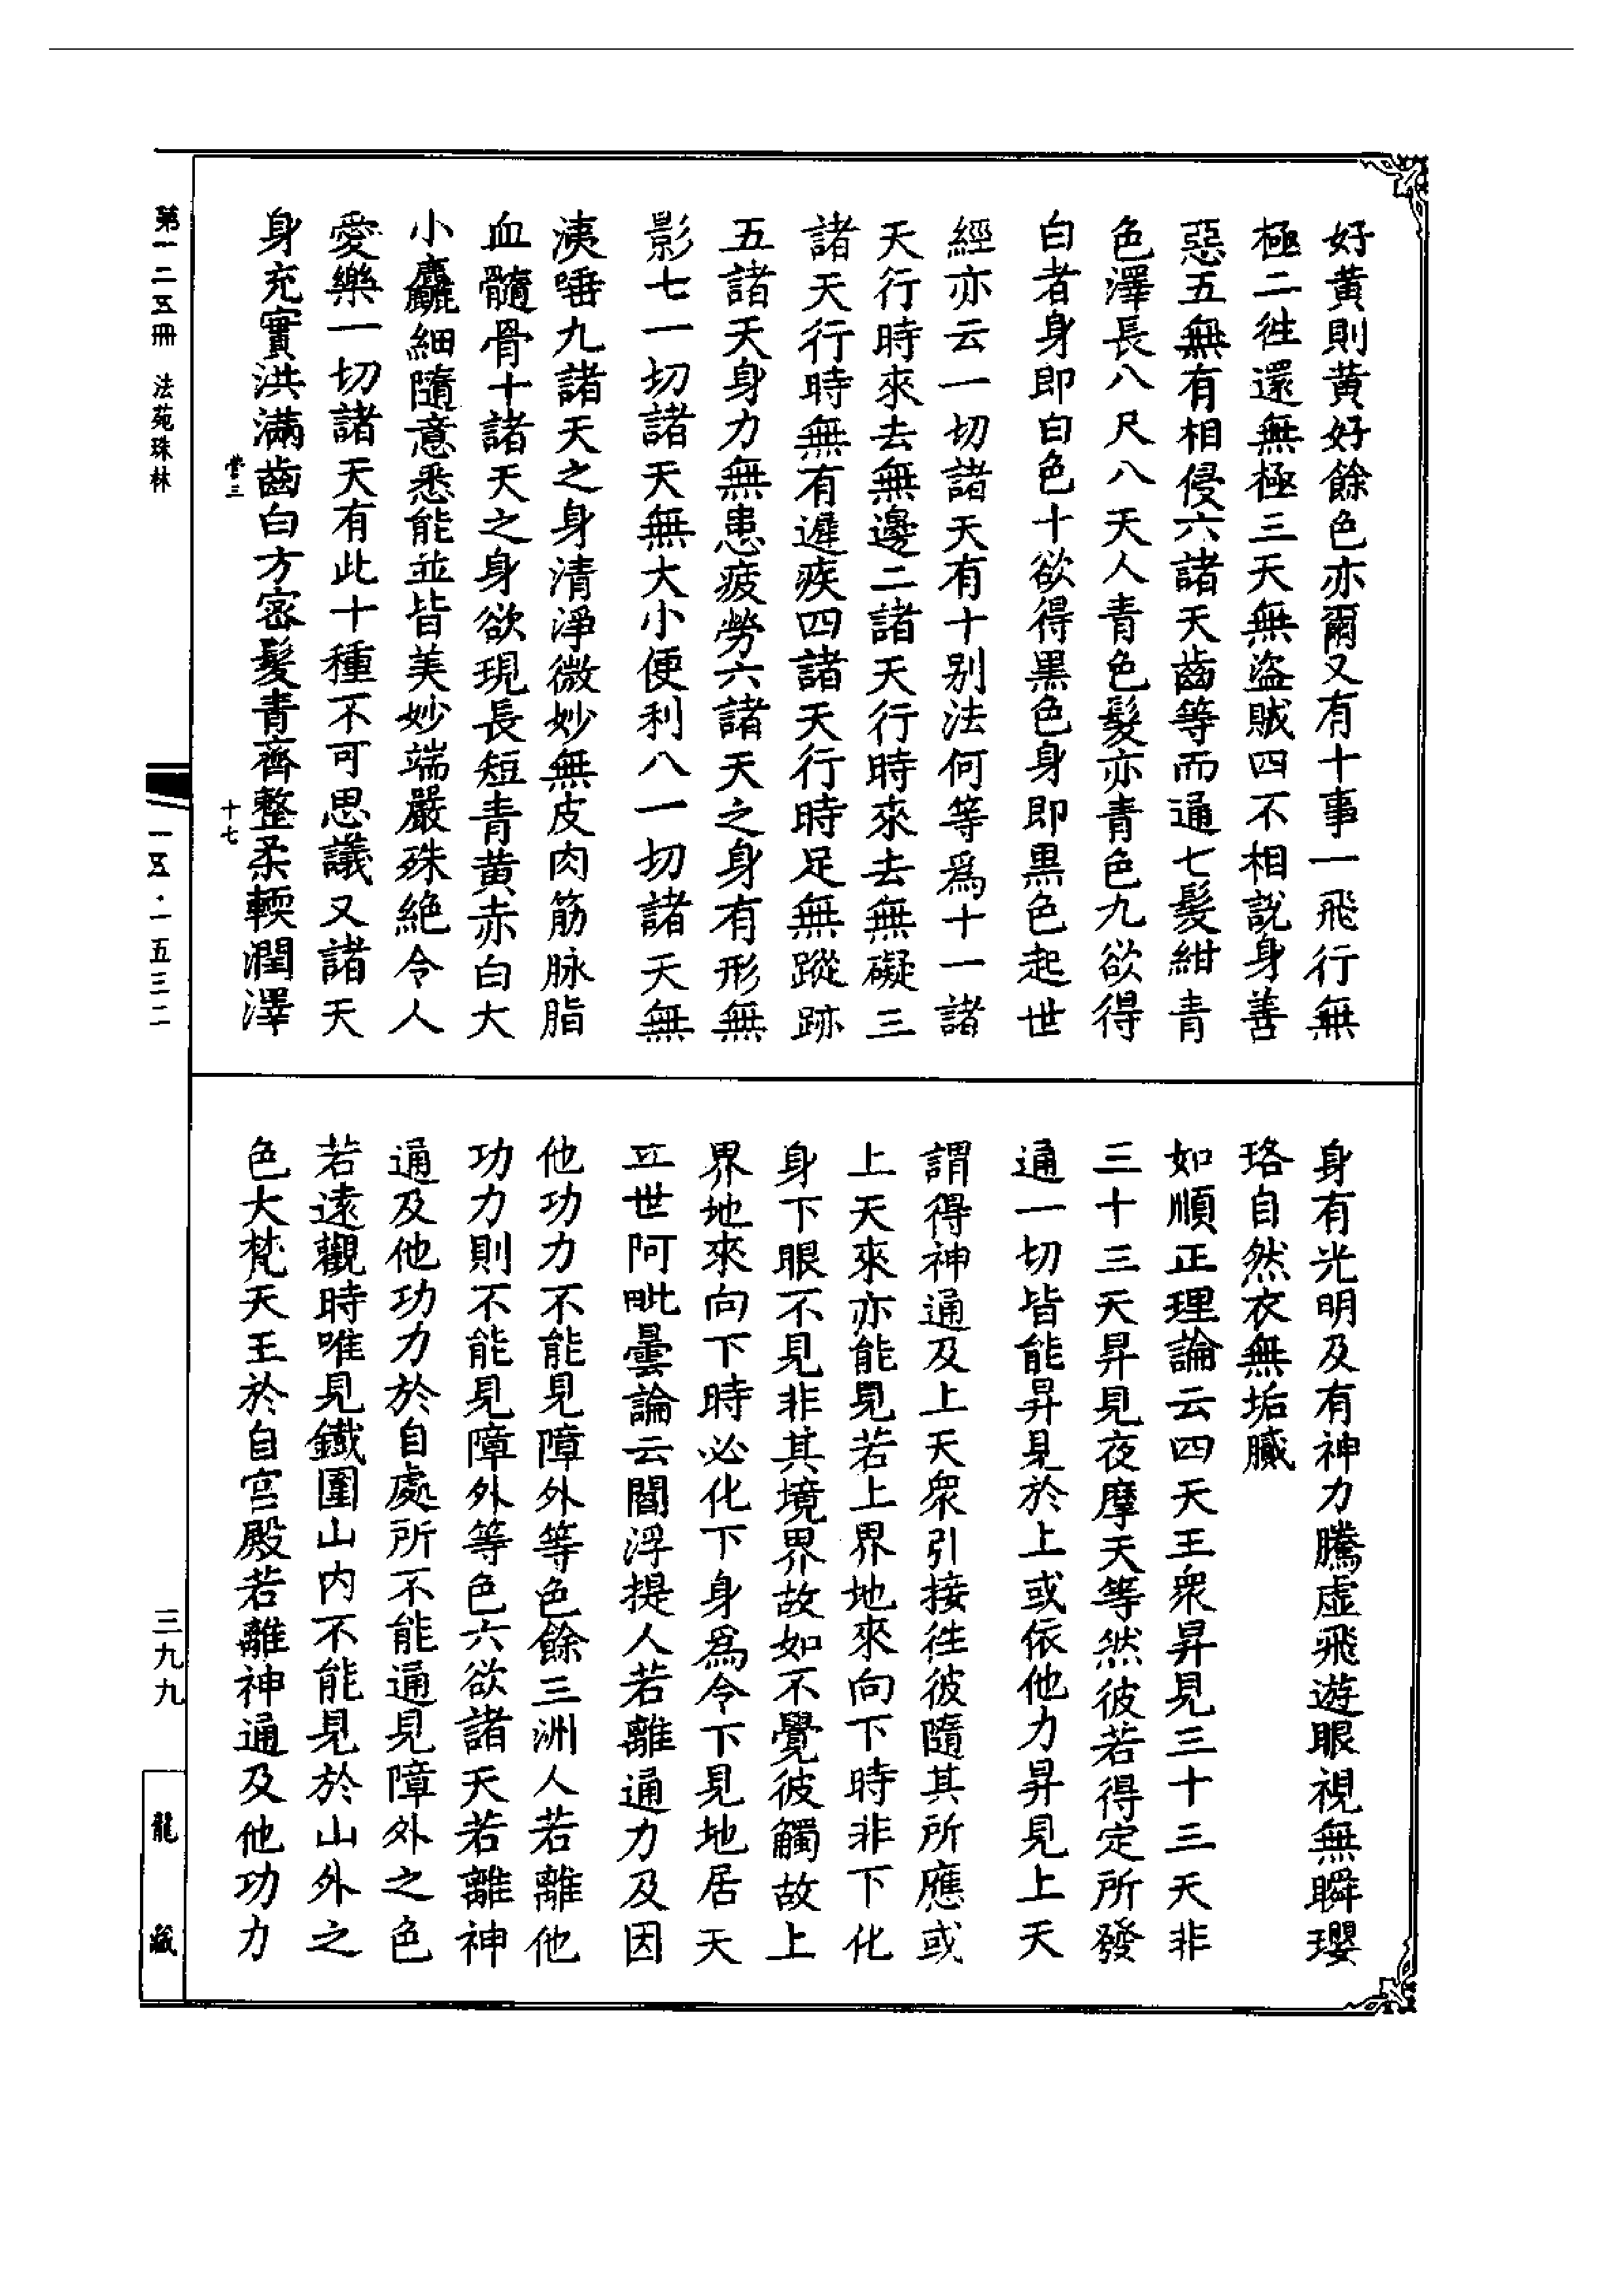 好黄則黄好餘色亦爾又有十事一飛行無
極二徃還無極三天無盜賊四不相說身善
惡五無有相侵六諸天齒等而通七髮紺青
色澤長八尺八天人青色髮亦青色九欲得
白者身即白色十欲得黑色身即黑色起世
經亦云一切諸天有十别法何等爲十一諸
天行時來去無邊二諸天行時來去無礙三
諸天行時無有遲疾四諸天行時足無蹤跡
五諸天身力無患疲勞六諸天之身有形無
影七一切諸天無大小便利八一切諸天無
洟唾九諸天之身清淨微妙無皮肉筋脉脂
血髓骨十諸天之身欲現長短青黄赤白大
小麤細隨意悉能並皆美妙端嚴殊絶令人
愛樂一切諸天有此十種不可思議又諸天
身充實洪滿齒白方密髮青齊整柔輭潤澤
身有光明及有神力騰虛飛遊眼視無瞬瓔
珞自然衣無垢膩
如順正理論云四天王衆昇見三十三天非
三十三天昇見夜摩天等然彼若得定所發
通一切皆能昇見於上或依他力昇見上天
謂得神通及上天衆引接徃彼隨其所應或
上天來亦能見若上界地來向下時非下化
身下眼不見非其境界故如不覺彼觸故上
界地來向下時必化下身爲令下見地居天
立世阿毗曇論云閻浮提人若離通力及因
他功力不能見障外等色餘三洲人若離他
功力則不能見障外等色六欲諸天若離神
通及他功力於自處所不能通見障外之色
若遠觀時唯見鐵圍山内不能見於山外之
色大梵天王於自宫殿若離神通及他功力
第一二五冊 法苑珠林
嘗三
十七
一五·一五三二
三九九
龍藏